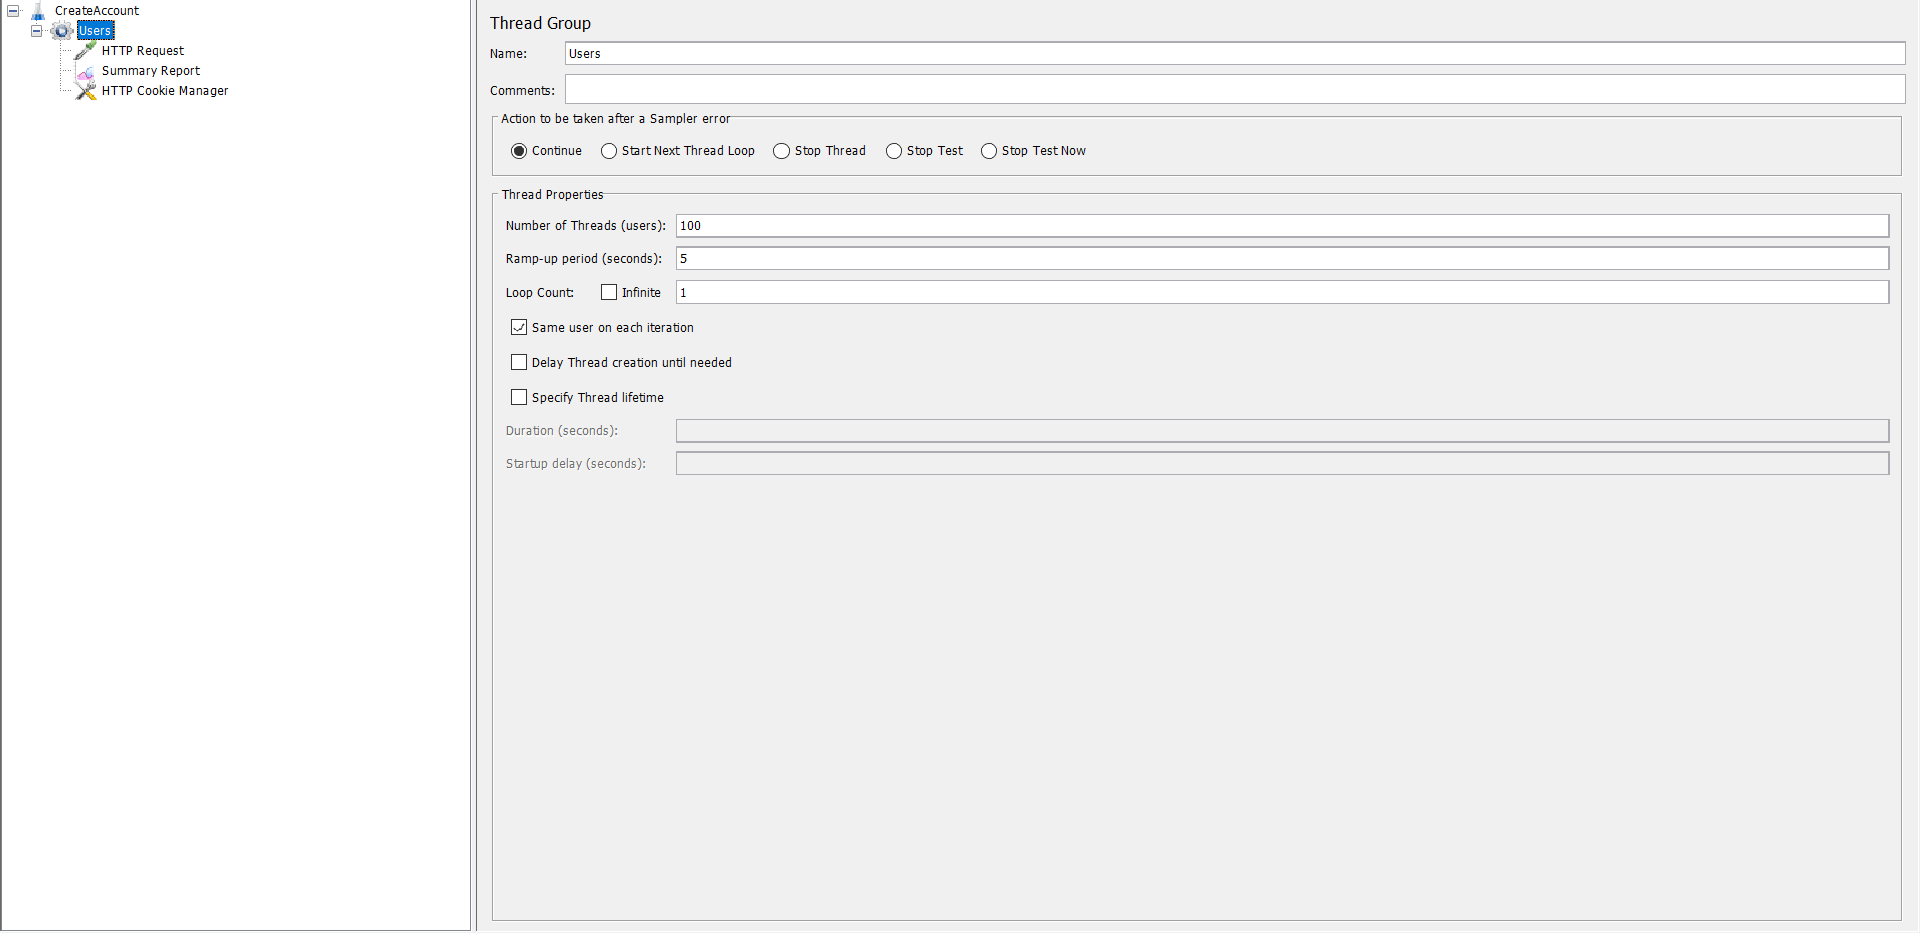 CreateAccount
Users
HTTP Request
Summary Report
HTTP Cookie Manager
Thread Group
Name: Users
Comments:
Action to be taken after a Sampler error
Continue Start Next Thread Loop Stop Thread Stop Test Stop Test Now
Thread Properties
Number of Threads (users): 100
Ramp-up period (seconds): 5
Loop Count: Infinite 1
Same user on each iteration
Delay Thread creation until needed
Specify Thread lifetime
Duration (seconds):
Startup delay (seconds):